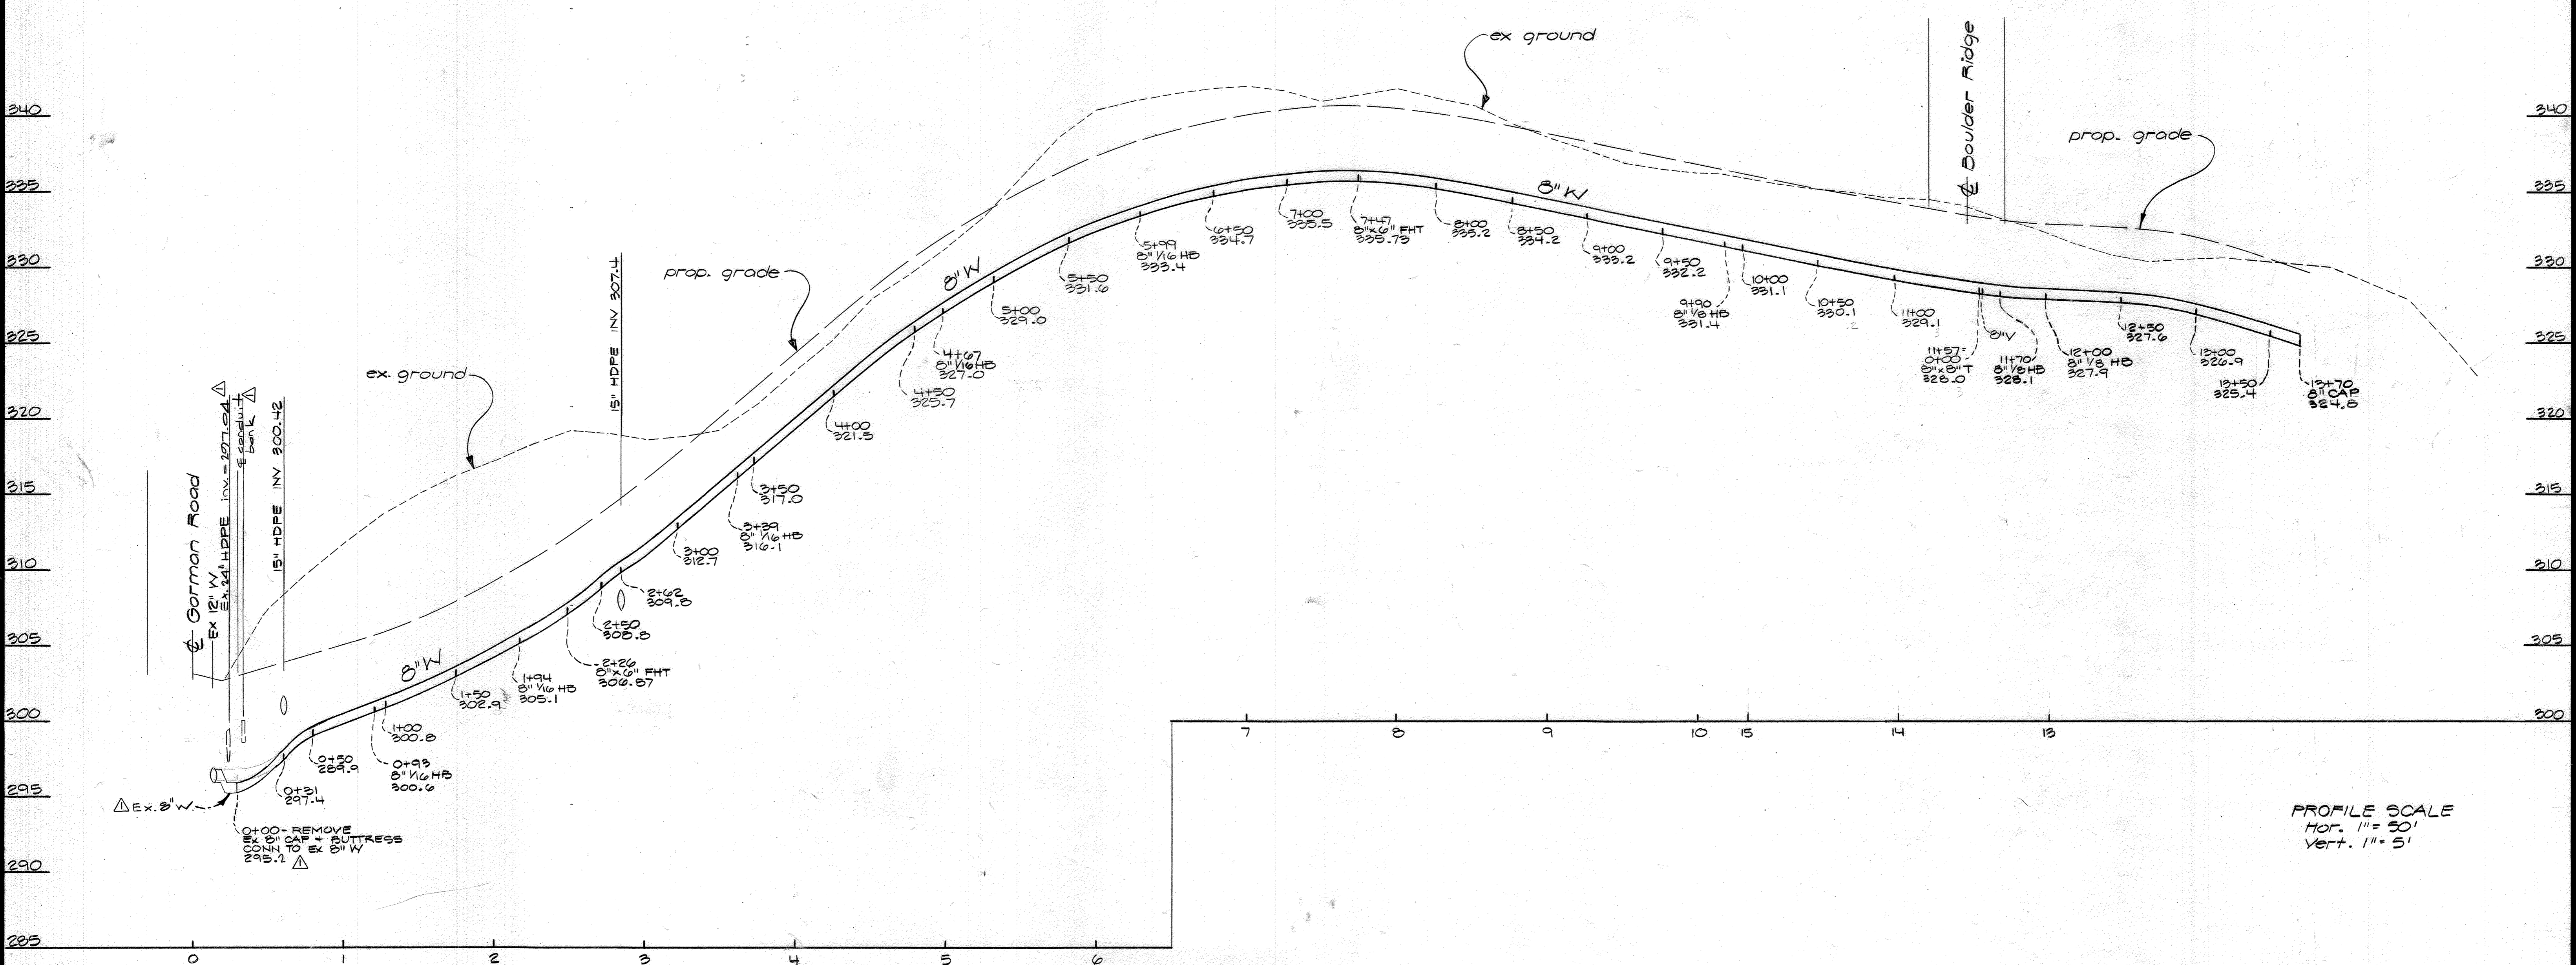 ex ground
℄ Boulder Ridge
340
340
prop. grade
335
335
8" W
7+00
335.5
7+47
8"x6" FHT
335.73
8+00
335.2
8+50
334.2
6+50
334.7
9+00
333.2
5+99
8" 1/16 HB
333.4
9+50
332.2
10+00
331.1
330
330
prop. grade
8" W
5+50
331.6
15" HDPE INV 307.4
9+90
8" 1/8 HB
331.4
10+50
330.1
11+00
329.1
5+00
329.0
8"V
12+50
327.6
325
325
4+67
8" 1/16 HB
327.0
11+57=
0+00
8"x8"T
328.0
11+70
8" 1/8 HB
328.1
12+00
8" 1/8 HB
327.9
13+00
326.9
4+50
325.7
13+50
325.4
13+70
8" CAP
324.8
ex. ground
320
320
4+00
321.5
℄ Gorman Road
Ex 12" W
Ex. 24" HDPE inv.= 297.04
℄ conduit
bank
15" HDPE INV 300.42
315
315
3+50
317.0
3+39
8" 1/16 HB
316.1
3+00
312.7
310
310
2+62
309.8
2+50
308.8
305
305
8" W
2+26
8"x6" FHT
306.87
1+94
8" 1/16 HB
305.1
1+50
302.9
300
300
1+00
300.8
7 8 9 10 15 14 13
0+50
289.9
0+93
8" 1/16 HB
300.6
295
295
0+31
297.4
Ex. 8" W.
PROFILE SCALE
Hor. 1"= 50'
Vert. 1"= 5'
0+00- REMOVE
EX 8" CAP + BUTTRESS
CONN TO EX 8" W
295.2
290
285
0 1 2 3 4 5 6